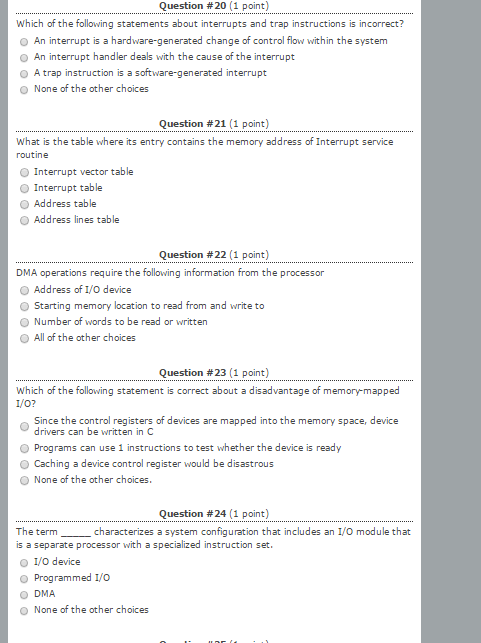 Question #20 (1 point)
Which of the following statements about interrupts and trap instructions is incorrect?
An interrupt is a hardware-generated change of control flow within the system
An interrupt handler deals with the cause of the interrupt
A trap instruction is a software-generated interrupt
None of the other choices
Question #21 (1 point)
What is the table where its entry contains the memory address of Interrupt service
routine
Interrupt vector table
Interrupt table
Address table
Address lines table
Question #22 (1 point)
DMA operations require the following information from the processor
Address of I/O device
Starting memory location to read from and write to
Number of words to be read or written
All of the other choices
Question #23 (1 point)
Which of the following statement is correct about a disadvantage of memory-mapped
I/O?
Since the control registers of devices are mapped into the memory space, device
drivers can be written in C
Programs can use 1 instructions to test whether the device is ready
Caching a device control register would be disastrous
None of the other choices.
Question #24 (1 point)
The term _____ characterizes a system configuration that includes an I/O module that
is a separate processor with a specialized instruction set.
I/O device
Programmed I/O
DMA
None of the other choices